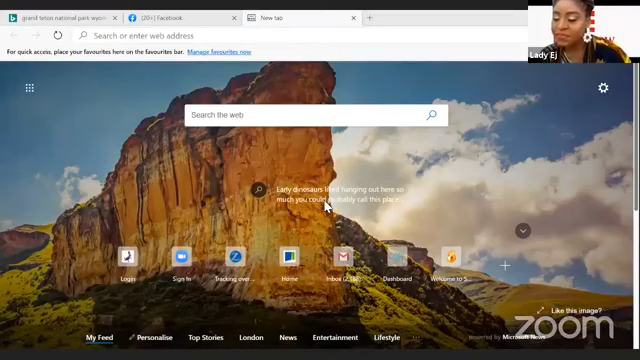 grand teton national park wyom
(20+) Facebook
New tab
Search or enter web address
For quick access, place your favourites here on the favourites bar. Manage favourites now
Lady Ej
Search the web
Early dinosaurs liked hanging out here so
much you could probably call this place...
Login
Sign In
Tracking over...
Home
Inbox
Dashboard
Welcome to S...
Like this image?
My Feed
Personalise
Top Stories
London
News
Entertainment
Lifestyle
...
powered by Microsoft News
zoom